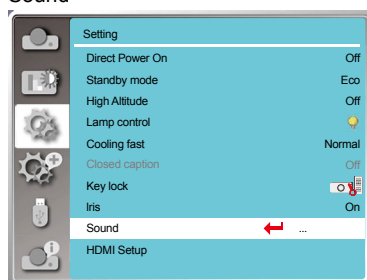 Sound
Setting
Direct Power On Off
Standby mode Eco
High Altitude Off
Lamp control
Cooling fast Normal
Closed caption Off
Key lock
Iris On
Sound ...
HDMI Setup